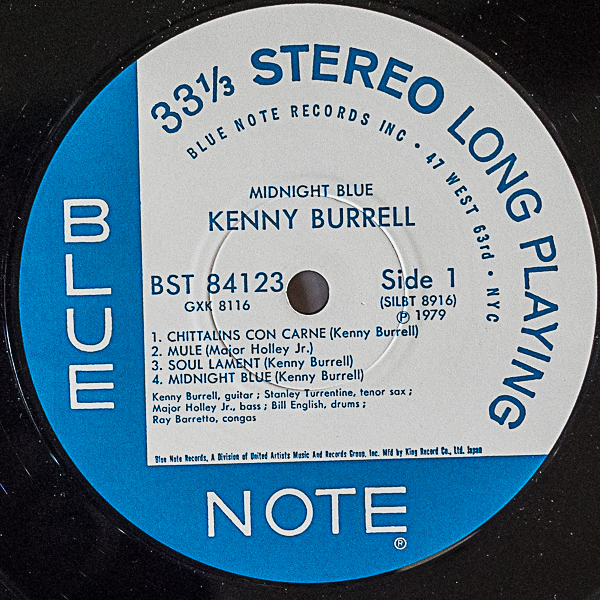 33⅓ STEREO LONG PLAYING
BLUE NOTE RECORDS INC • 47 WEST 63rd • NYC
MIDNIGHT BLUE
KENNY BURRELL
BST 84123
GXK 8116
Side 1
(SILBT 8916)
Ⓟ 1979
1. CHITTALINS CON CARNE (Kenny Burrell)
2. MULE (Major Holley Jr.)
3. SOUL LAMENT (Kenny Burrell)
4. MIDNIGHT BLUE (Kenny Burrell)
Kenny Burrell, guitar ; Stanley Turrentine, tenor sax ;
Major Holley Jr., bass ; Bill English, drums ;
Ray Barretto, congas
Blue Note Records, A Division of United Artists Music And Records Group, Inc. Mfd by King Record Co., Ltd. Japan
BLUE
NOTE
®